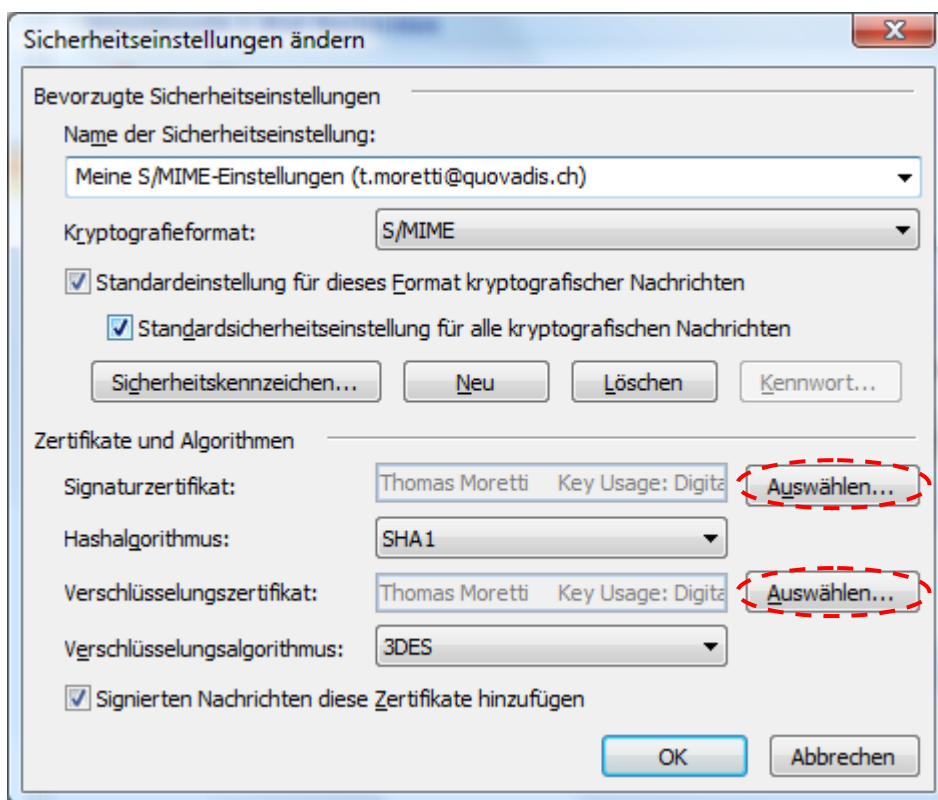 Sicherheitseinstellungen ändern
Bevorzugte Sicherheitseinstellungen
Name der Sicherheitseinstellung:
Meine S/MIME-Einstellungen (t.moretti@quovadis.ch)
Kryptografieformat: S/MIME
Standardeinstellung für dieses Format kryptografischer Nachrichten
Standardsicherheitseinstellung für alle kryptografischen Nachrichten
Sicherheitskennzeichen... Neu Löschen Kennwort...
Zertifikate und Algorithmen
Signaturzertifikat: Thomas Moretti Key Usage: Digita Auswählen...
Hashalgorithmus: SHA1
Verschlüsselungszertifikat: Thomas Moretti Key Usage: Digita Auswählen...
Verschlüsselungsalgorithmus: 3DES
Signierten Nachrichten diese Zertifikate hinzufügen
OK Abbrechen